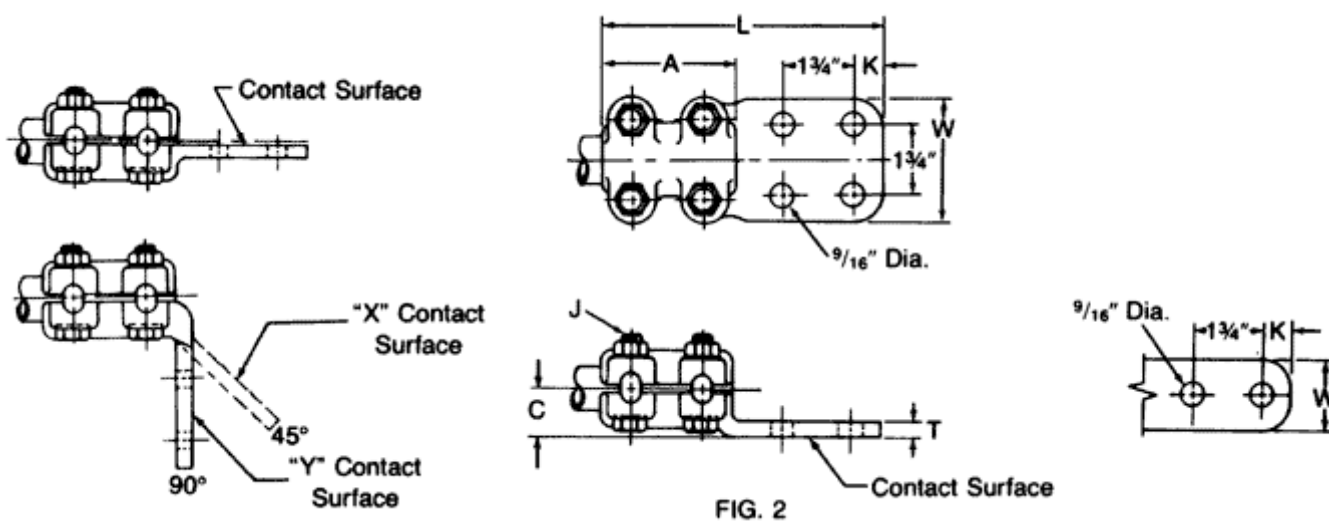 Contact Surface
"X" Contact
Surface
45°
"Y" Contact
Surface
90°
L
A
1¾"
K
W
1¾"
9/16" Dia.
J
C
T
Contact Surface
FIG. 2
9/16" Dia.
1¾"
K
W